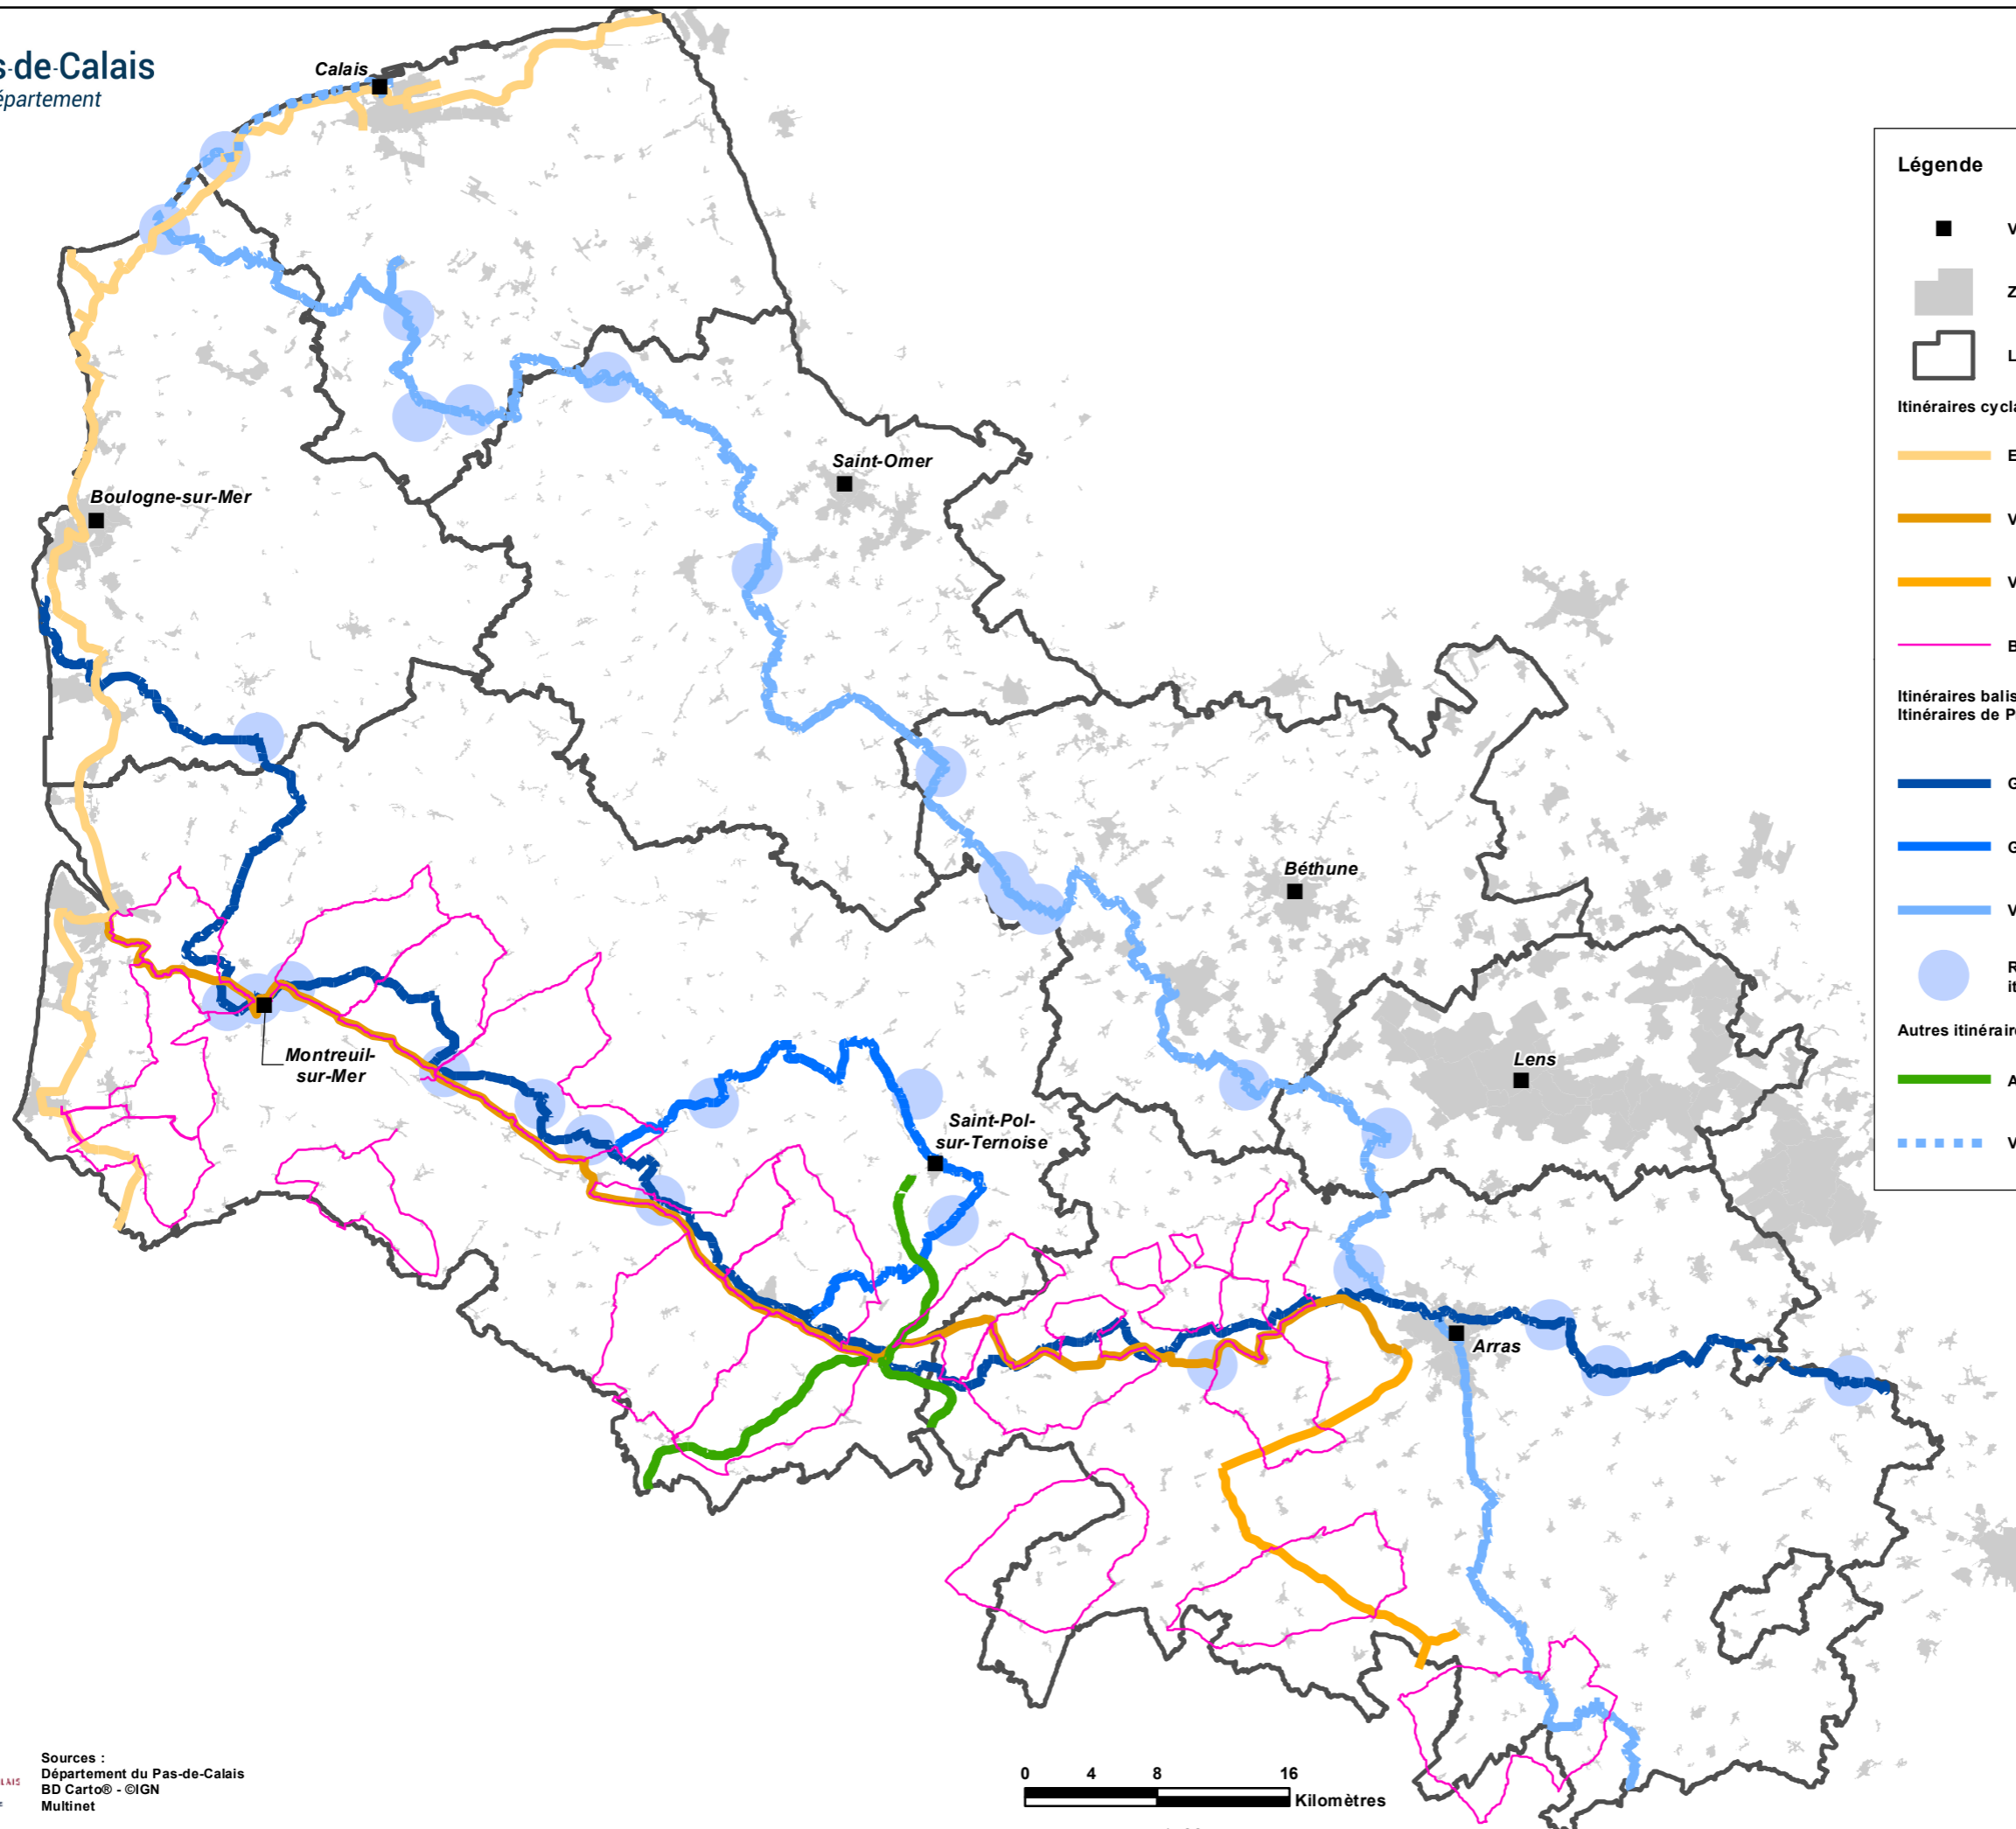 s-de-Calais
épartement
Calais
Saint-Omer
Boulogne-sur-Mer
Béthune
Lens
Montreuil-
sur-Mer
Saint-Pol-
sur-Ternoise
Arras
Légende
V
Z
L
Itinéraires cycla
E
V
V
B
Itinéraires balis
Itinéraires de P
G
G
V
R
it
Autres itinéraire
A
V
Sources :
Département du Pas-de-Calais
BD Carto® - ©IGN
Multinet
0 4 8 16
Kilomètres